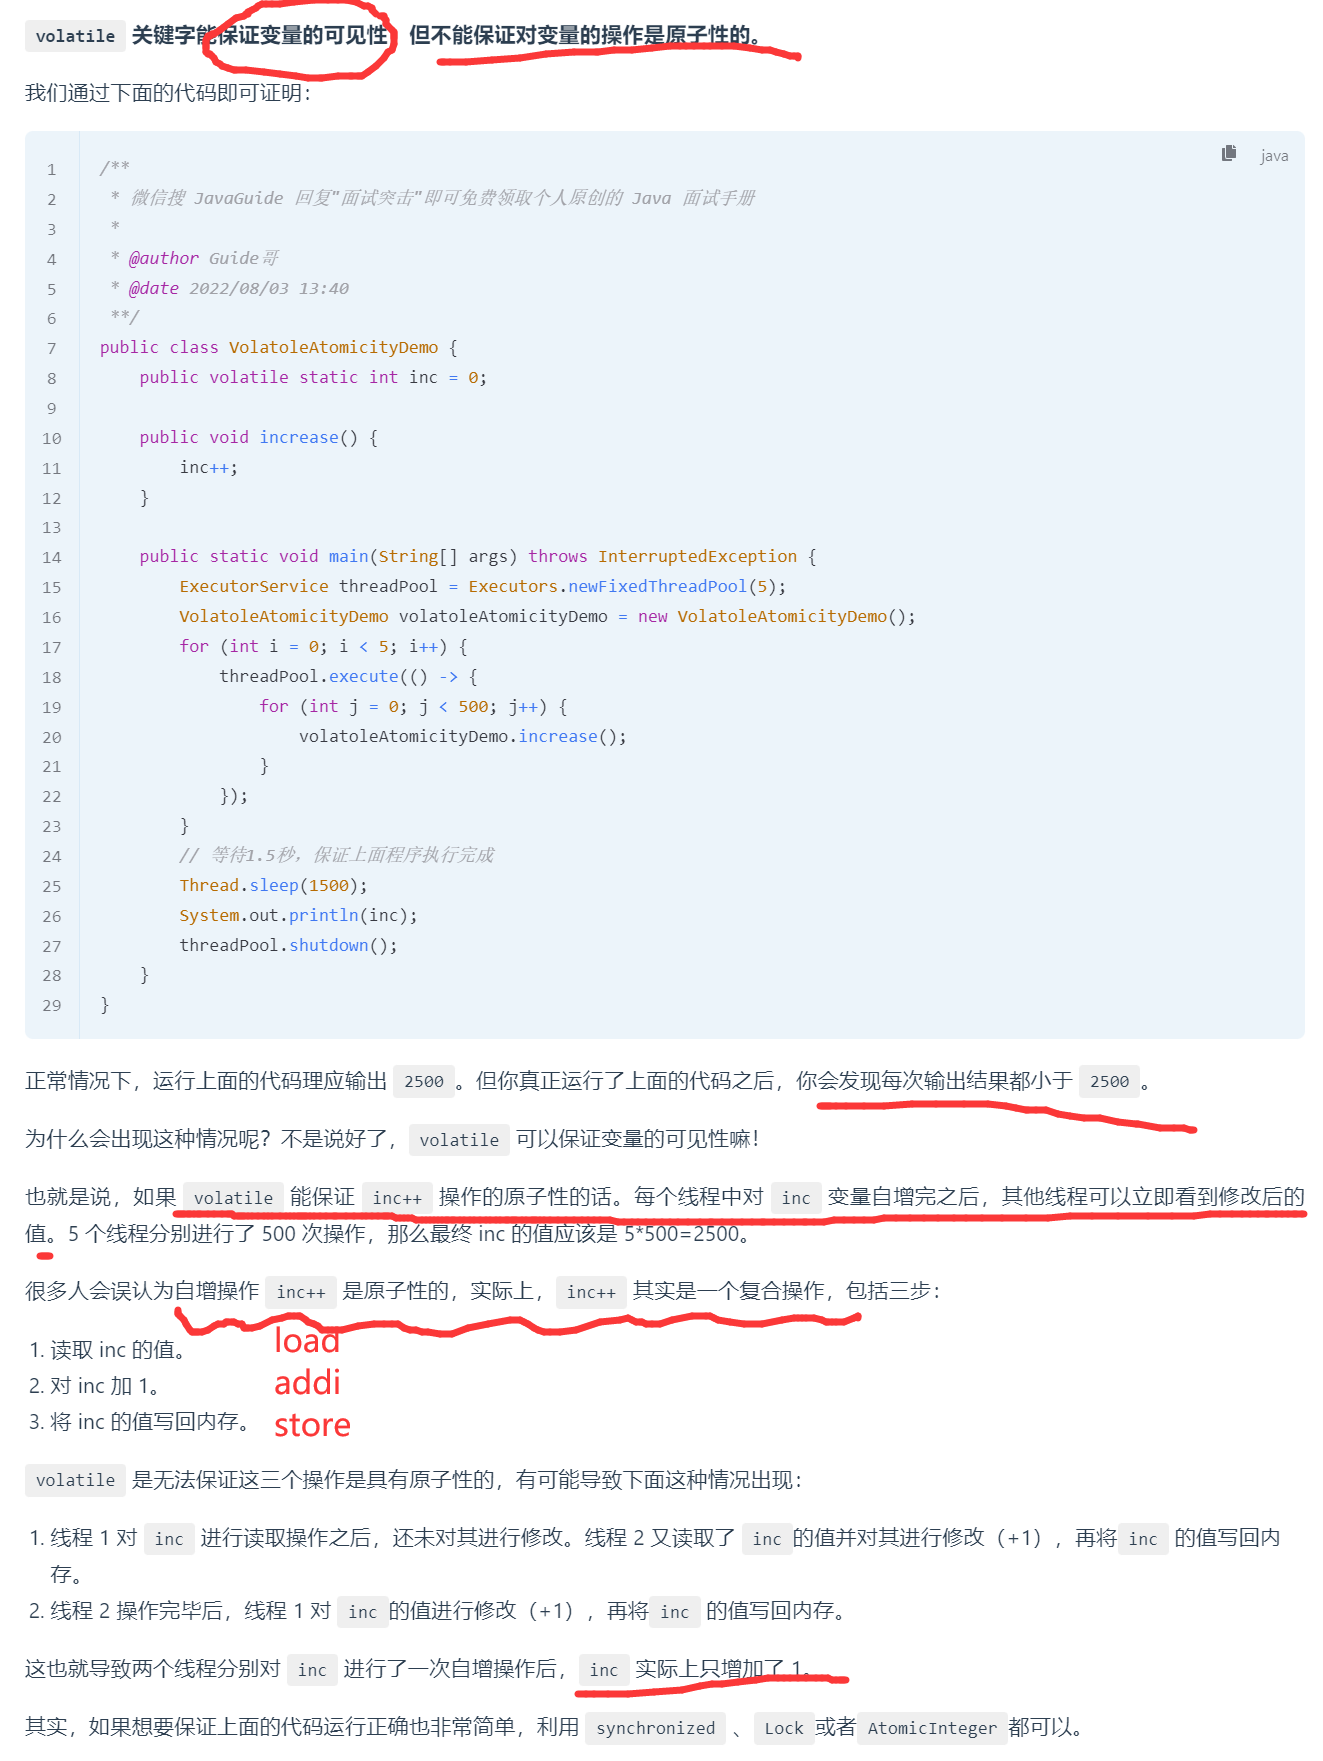 volatile 关键字能保证变量的可见性，但不能保证对变量的操作是原子性的。
我们通过下面的代码即可证明：
java
1 /**
2  * 微信搜 JavaGuide 回复"面试突击"即可免费领取个人原创的 Java 面试手册
3  *
4  * @author Guide哥
5  * @date 2022/08/03 13:40
6  **/
7 public class VolatoleAtomicityDemo {
8     public volatile static int inc = 0;
9
10     public void increase() {
11         inc++;
12     }
13
14     public static void main(String[] args) throws InterruptedException {
15         ExecutorService threadPool = Executors.newFixedThreadPool(5);
16         VolatoleAtomicityDemo volatoleAtomicityDemo = new VolatoleAtomicityDemo();
17         for (int i = 0; i < 5; i++) {
18             threadPool.execute(() -> {
19                 for (int j = 0; j < 500; j++) {
20                     volatoleAtomicityDemo.increase();
21                 }
22             });
23         }
24         // 等待1.5秒，保证上面程序执行完成
25         Thread.sleep(1500);
26         System.out.println(inc);
27         threadPool.shutdown();
28     }
29 }
正常情况下，运行上面的代码理应输出 2500 。但你真正运行了上面的代码之后，你会发现每次输出结果都小于 2500 。
为什么会出现这种情况呢？不是说好了，volatile 可以保证变量的可见性嘛！
也就是说，如果 volatile 能保证 inc++ 操作的原子性的话。每个线程中对 inc 变量自增完之后，其他线程可以立即看到修改后的
值。5 个线程分别进行了 500 次操作，那么最终 inc 的值应该是 5*500=2500。
很多人会误认为自增操作 inc++ 是原子性的，实际上，inc++ 其实是一个复合操作，包括三步：
1. 读取 inc 的值。 load
2. 对 inc 加 1。 addi
3. 将 inc 的值写回内存。 store
volatile 是无法保证这三个操作是具有原子性的，有可能导致下面这种情况出现：
1. 线程 1 对 inc 进行读取操作之后，还未对其进行修改。线程 2 又读取了 inc 的值并对其进行修改（+1），再将 inc 的值写回内
存。
2. 线程 2 操作完毕后，线程 1 对 inc 的值进行修改（+1），再将 inc 的值写回内存。
这也就导致两个线程分别对 inc 进行了一次自增操作后，inc 实际上只增加了 1。
其实，如果想要保证上面的代码运行正确也非常简单，利用 synchronized 、Lock 或者 AtomicInteger 都可以。